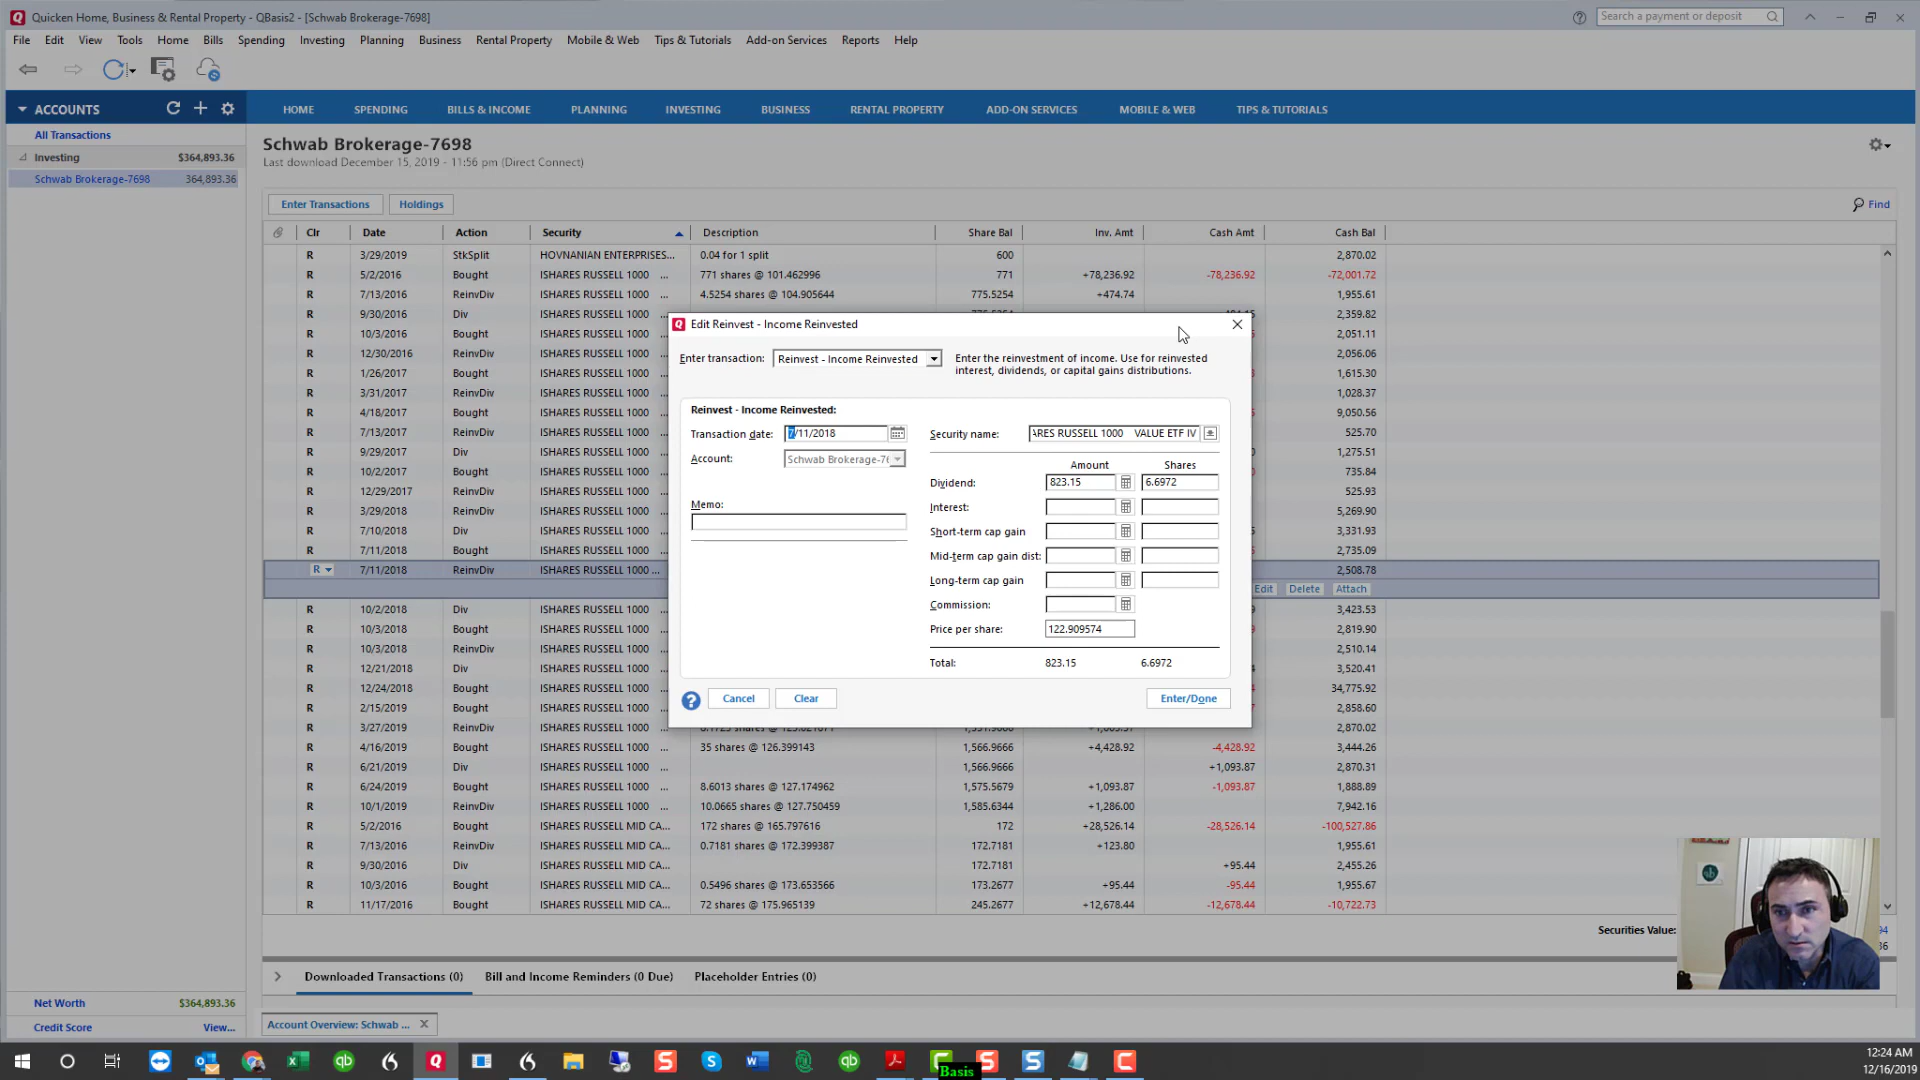 Quicken Home, Business & Rental Property - QBasis2 - [Schwab Brokerage-7698]
Search a payment or deposit
File Edit View Tools Home Bills Spending Investing Planning Business Rental Property Mobile & Web Tips & Tutorials Add-on Services Reports Help
ACCOUNTS
All Transactions
Investing $364,893.36
Schwab Brokerage-7698 364,893.36
HOME SPENDING BILLS & INCOME PLANNING INVESTING BUSINESS RENTAL PROPERTY ADD-ON SERVICES MOBILE & WEB TIPS & TUTORIALS
Schwab Brokerage-7698
Last download December 15, 2019 - 11:56 pm (Direct Connect)
Enter Transactions Holdings Find
Clr Date Action Security Description Share Bal Inv. Amt Cash Amt Cash Bal
R 3/29/2019 StkSplit HOVNANIAN ENTERPRISES... 0.04 for 1 split 600 2,870.02
R 5/2/2016 Bought ISHARES RUSSELL 1000 ... 771 shares @ 101.462996 771 +78,236.92 -78,236.92 -72,001.72
R 7/13/2016 ReinvDiv ISHARES RUSSELL 1000 ... 4.5254 shares @ 104.905644 775.5254 +474.74 1,955.61
R 9/30/2016 Div ISHARES RUSSELL 1000 ... 2,359.82
R 10/3/2016 Bought ISHARES RUSSELL 1000 ... 2,051.11
R 12/30/2016 ReinvDiv ISHARES RUSSELL 1000 ... 2,056.06
R 1/26/2017 Bought ISHARES RUSSELL 1000 ... 1,615.30
R 3/31/2017 ReinvDiv ISHARES RUSSELL 1000 ... 1,028.37
R 4/18/2017 Bought ISHARES RUSSELL 1000 ... 9,050.56
R 7/13/2017 ReinvDiv ISHARES RUSSELL 1000 ... 525.70
R 9/29/2017 Div ISHARES RUSSELL 1000 ... 1,275.51
R 10/2/2017 Bought ISHARES RUSSELL 1000 ... 735.84
R 12/29/2017 ReinvDiv ISHARES RUSSELL 1000 ... 525.93
R 3/29/2018 ReinvDiv ISHARES RUSSELL 1000 ... 5,269.90
R 7/10/2018 Div ISHARES RUSSELL 1000 ... 3,331.93
R 7/11/2018 Bought ISHARES RUSSELL 1000 ... 2,735.09
R 7/11/2018 ReinvDiv ISHARES RUSSELL 1000 ... 2,508.78
Edit Delete Attach
R 10/2/2018 Div ISHARES RUSSELL 1000 ... 3,423.53
R 10/3/2018 Bought ISHARES RUSSELL 1000 ... 2,819.90
R 10/3/2018 ReinvDiv ISHARES RUSSELL 1000 ... 2,510.14
R 12/21/2018 Div ISHARES RUSSELL 1000 ... 3,520.41
R 12/24/2018 Bought ISHARES RUSSELL 1000 ... 34,775.92
R 2/15/2019 Bought ISHARES RUSSELL 1000 ... 2,858.60
R 3/27/2019 ReinvDiv ISHARES RUSSELL 1000 ... 2,870.02
R 4/16/2019 Bought ISHARES RUSSELL 1000 ... 35 shares @ 126.399143 1,566.9666 +4,428.92 -4,428.92 3,444.26
R 6/21/2019 Div ISHARES RUSSELL 1000 ... 1,566.9666 +1,093.87 2,870.31
R 6/24/2019 Bought ISHARES RUSSELL 1000 ... 8.6013 shares @ 127.174962 1,575.5679 +1,093.87 -1,093.87 1,888.89
R 10/1/2019 ReinvDiv ISHARES RUSSELL 1000 ... 10.0665 shares @ 127.750459 1,585.6344 +1,286.00 7,942.16
R 5/2/2016 Bought ISHARES RUSSELL MID CA... 172 shares @ 165.797616 172 +28,526.14 -28,526.14 -100,527.86
R 7/13/2016 ReinvDiv ISHARES RUSSELL MID CA... 0.7181 shares @ 172.399387 172.7181 +123.80 1,955.61
R 9/30/2016 Div ISHARES RUSSELL MID CA... 172.7181 +95.44 2,455.26
R 10/3/2016 Bought ISHARES RUSSELL MID CA... 0.5496 shares @ 173.653566 173.2677 +95.44 -95.44 1,955.67
R 11/17/2016 Bought ISHARES RUSSELL MID CA... 72 shares @ 175.965139 245.2677 +12,678.44 -12,678.44 -10,722.73
Edit Reinvest - Income Reinvested
Enter transaction: Reinvest - Income Reinvested
Enter the reinvestment of income. Use for reinvested
interest, dividends, or capital gains distributions.
Reinvest - Income Reinvested:
Transaction date: 7/11/2018
Account: Schwab Brokerage-76
Memo:
Security name: ARES RUSSELL 1000 VALUE ETF IV
Amount Shares
Dividend: 823.15 6.6972
Interest:
Short-term cap gain
Mid-term cap gain dist:
Long-term cap gain
Commission:
Price per share: 122.909574
Total: 823.15 6.6972
Cancel Clear Enter/Done
Securities Value:
Downloaded Transactions (0) Bill and Income Reminders (0 Due) Placeholder Entries (0)
Net Worth $364,893.36
Credit Score View...
Account Overview: Schwab ...
Basis
12:24 AM
12/16/2019